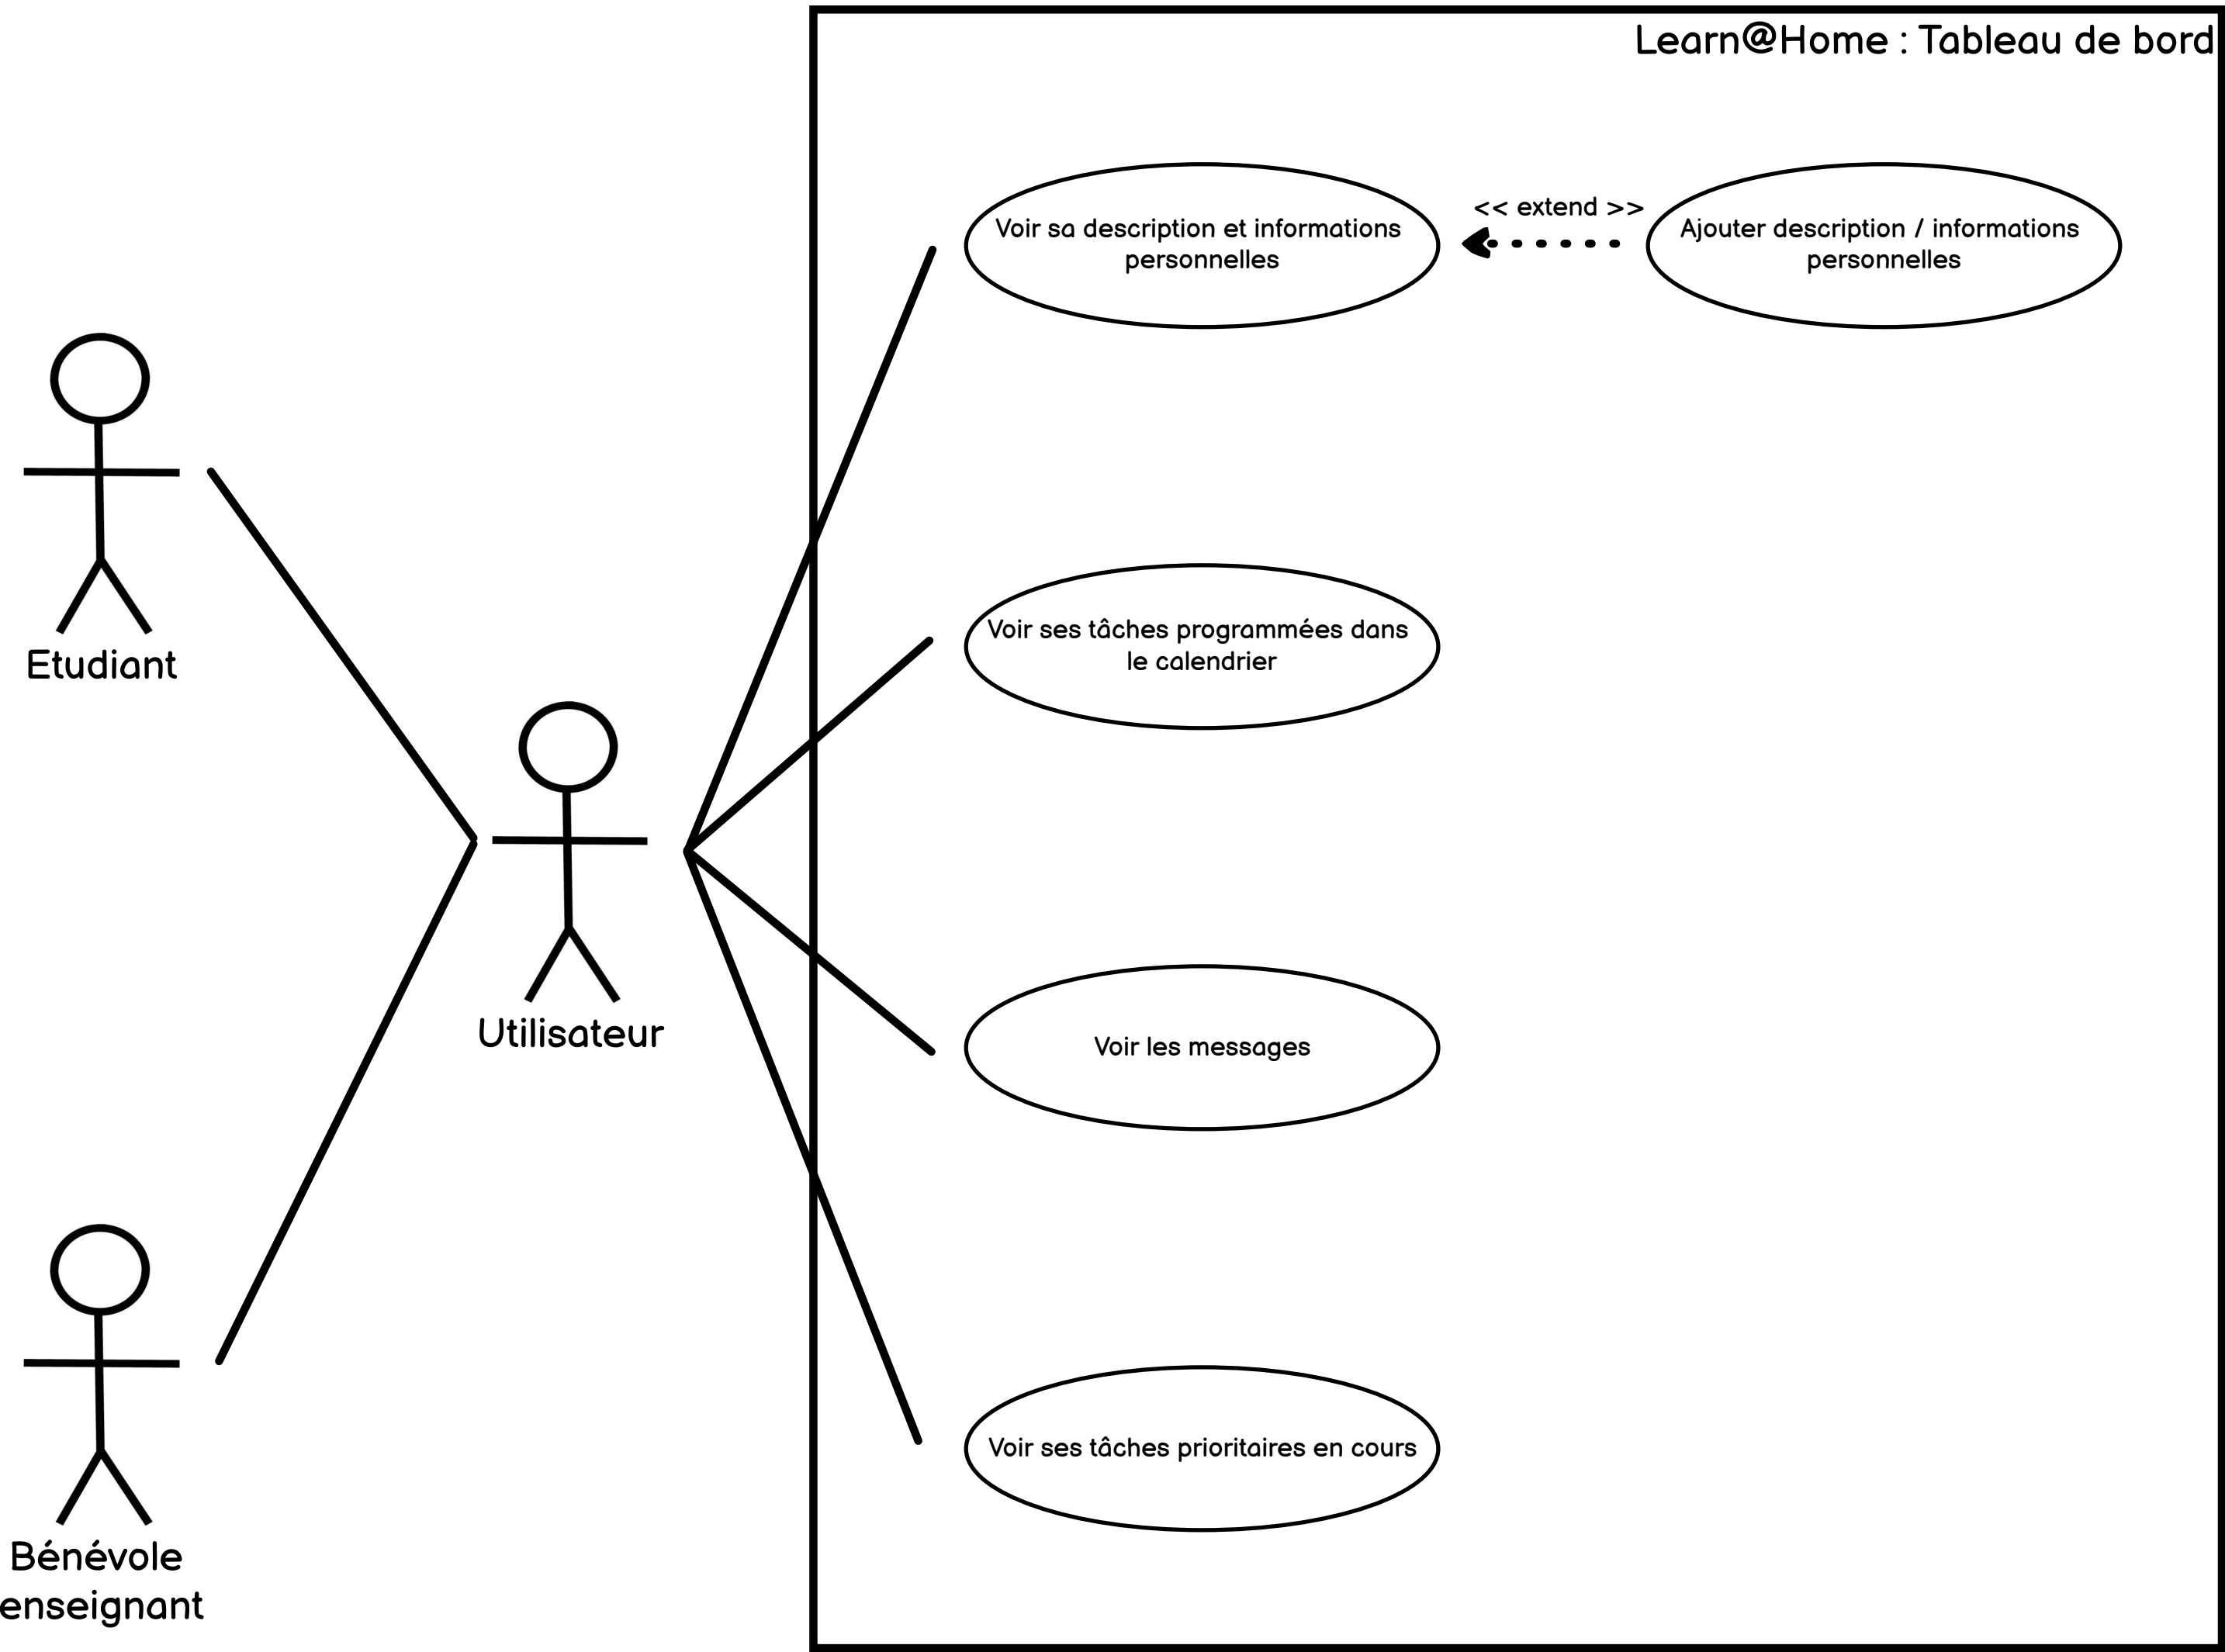 Learn@Home : Tableau de bord
Voir sa description et informations
personnelles
<< extend >>
Ajouter description / informations
personnelles
Etudiant
Voir ses tâches programmées dans
le calendrier
Utilisateur
Voir les messages
Voir ses tâches prioritaires en cours
Bénévole
enseignant